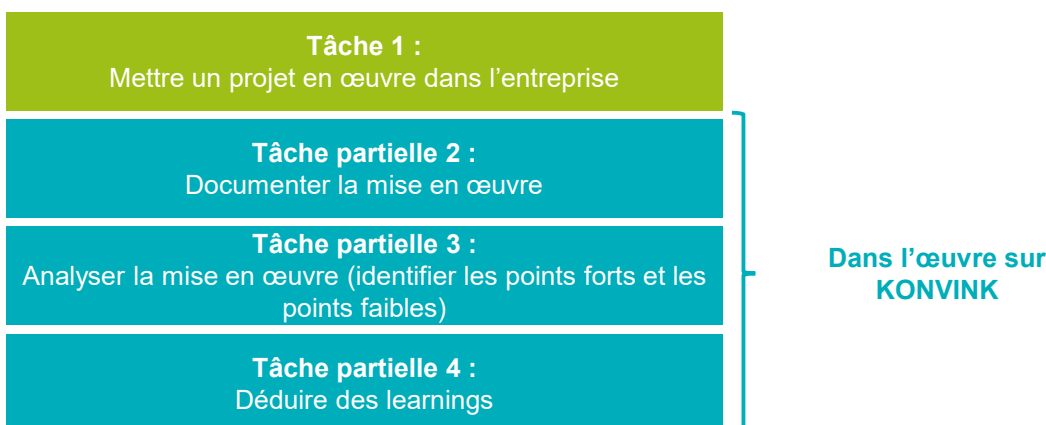 Tâche 1 :
Mettre un projet en œuvre dans l'entreprise
Tâche partielle 2 :
Documenter la mise en œuvre
Tâche partielle 3 :
Analyser la mise en œuvre (identifier les points forts et les
points faibles)
Tâche partielle 4 :
Déduire des learnings
Dans l'œuvre sur
KONVINK